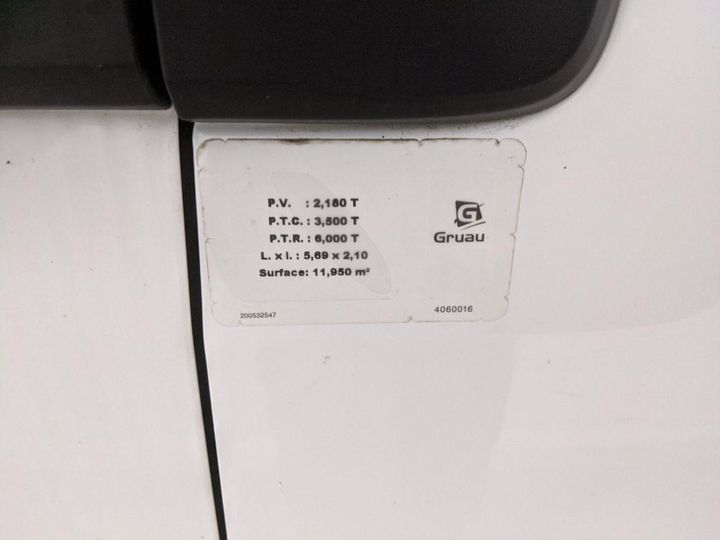 P.V. : 2,180 T
P.T.C. : 3,500 T
P.T.R. : 6,000 T
L. x l. : 5,69 x 2,10
Surface: 11,950 m²
G
Gruau
200532547
4060016